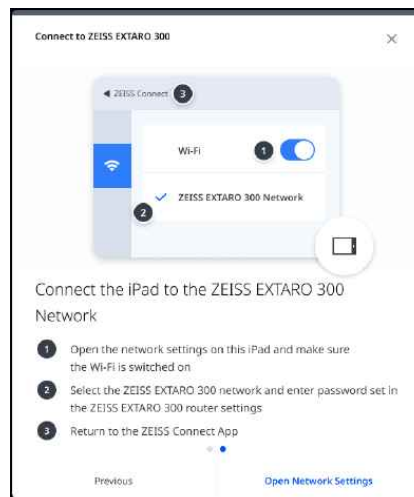 Connect to ZEISS EXTARO 300
ZEISS Connect 3
Wi-Fi 1
ZEISS EXTARO 300 Network
2
Connect the iPad to the ZEISS EXTARO 300
Network
1 Open the network settings on this iPad and make sure
the Wi-Fi is switched on
2 Select the ZEISS EXTARO 300 network and enter password set in
the ZEISS EXTARO 300 router settings
3 Return to the ZEISS Connect App
Previous Open Network Settings